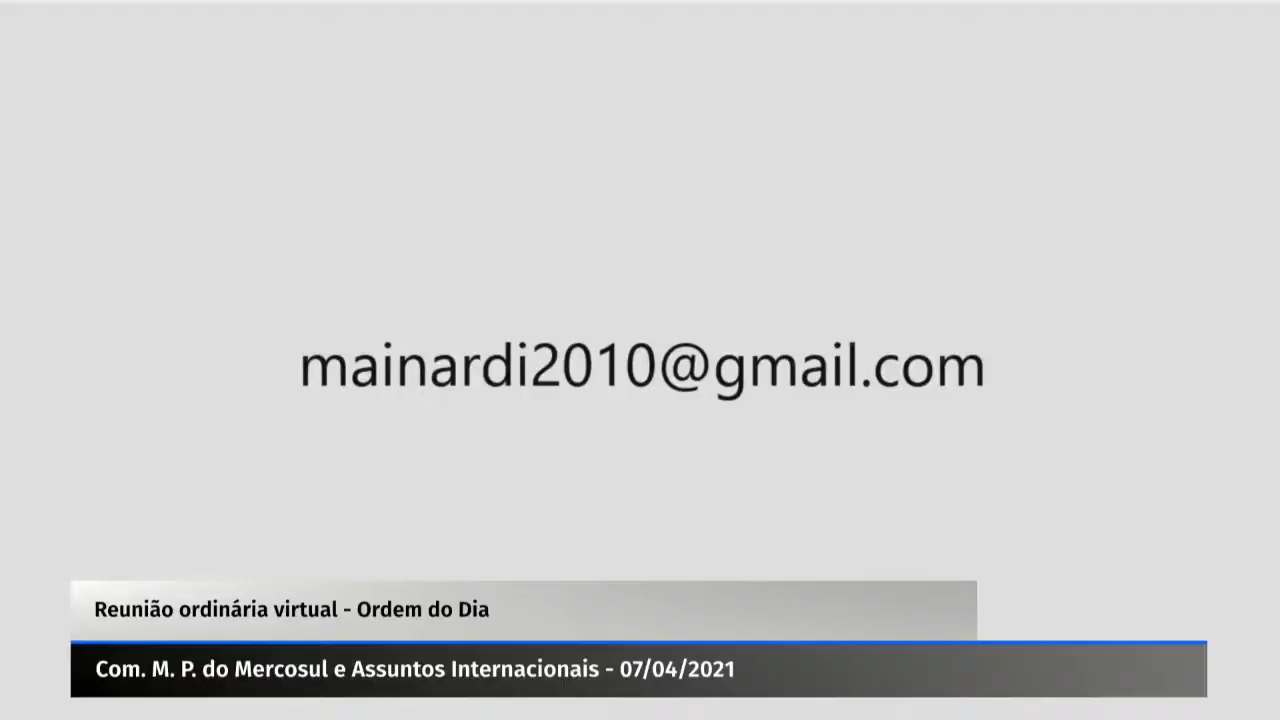 mainardi2010@gmail.com
Reunião ordinária virtual - Ordem do Dia
Com. M. P. do Mercosul e Assuntos Internacionais - 07/04/2021